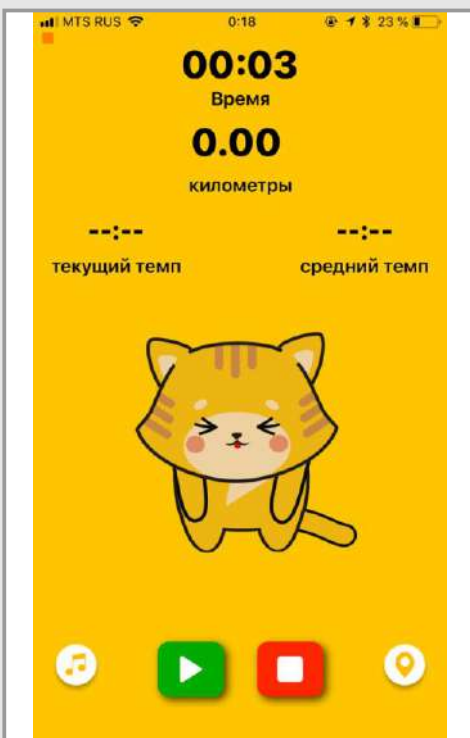 MTS RUS 0:18 23 %
00:03
Время
0.00
километры
--:-- --:--
текущий темп средний темп